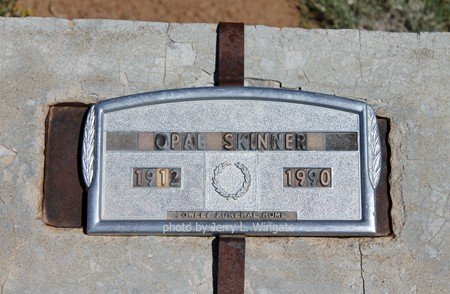 OPAL SKINNER
1912 1990
FUNERAL HOME
photo by Jerry L. Wingate